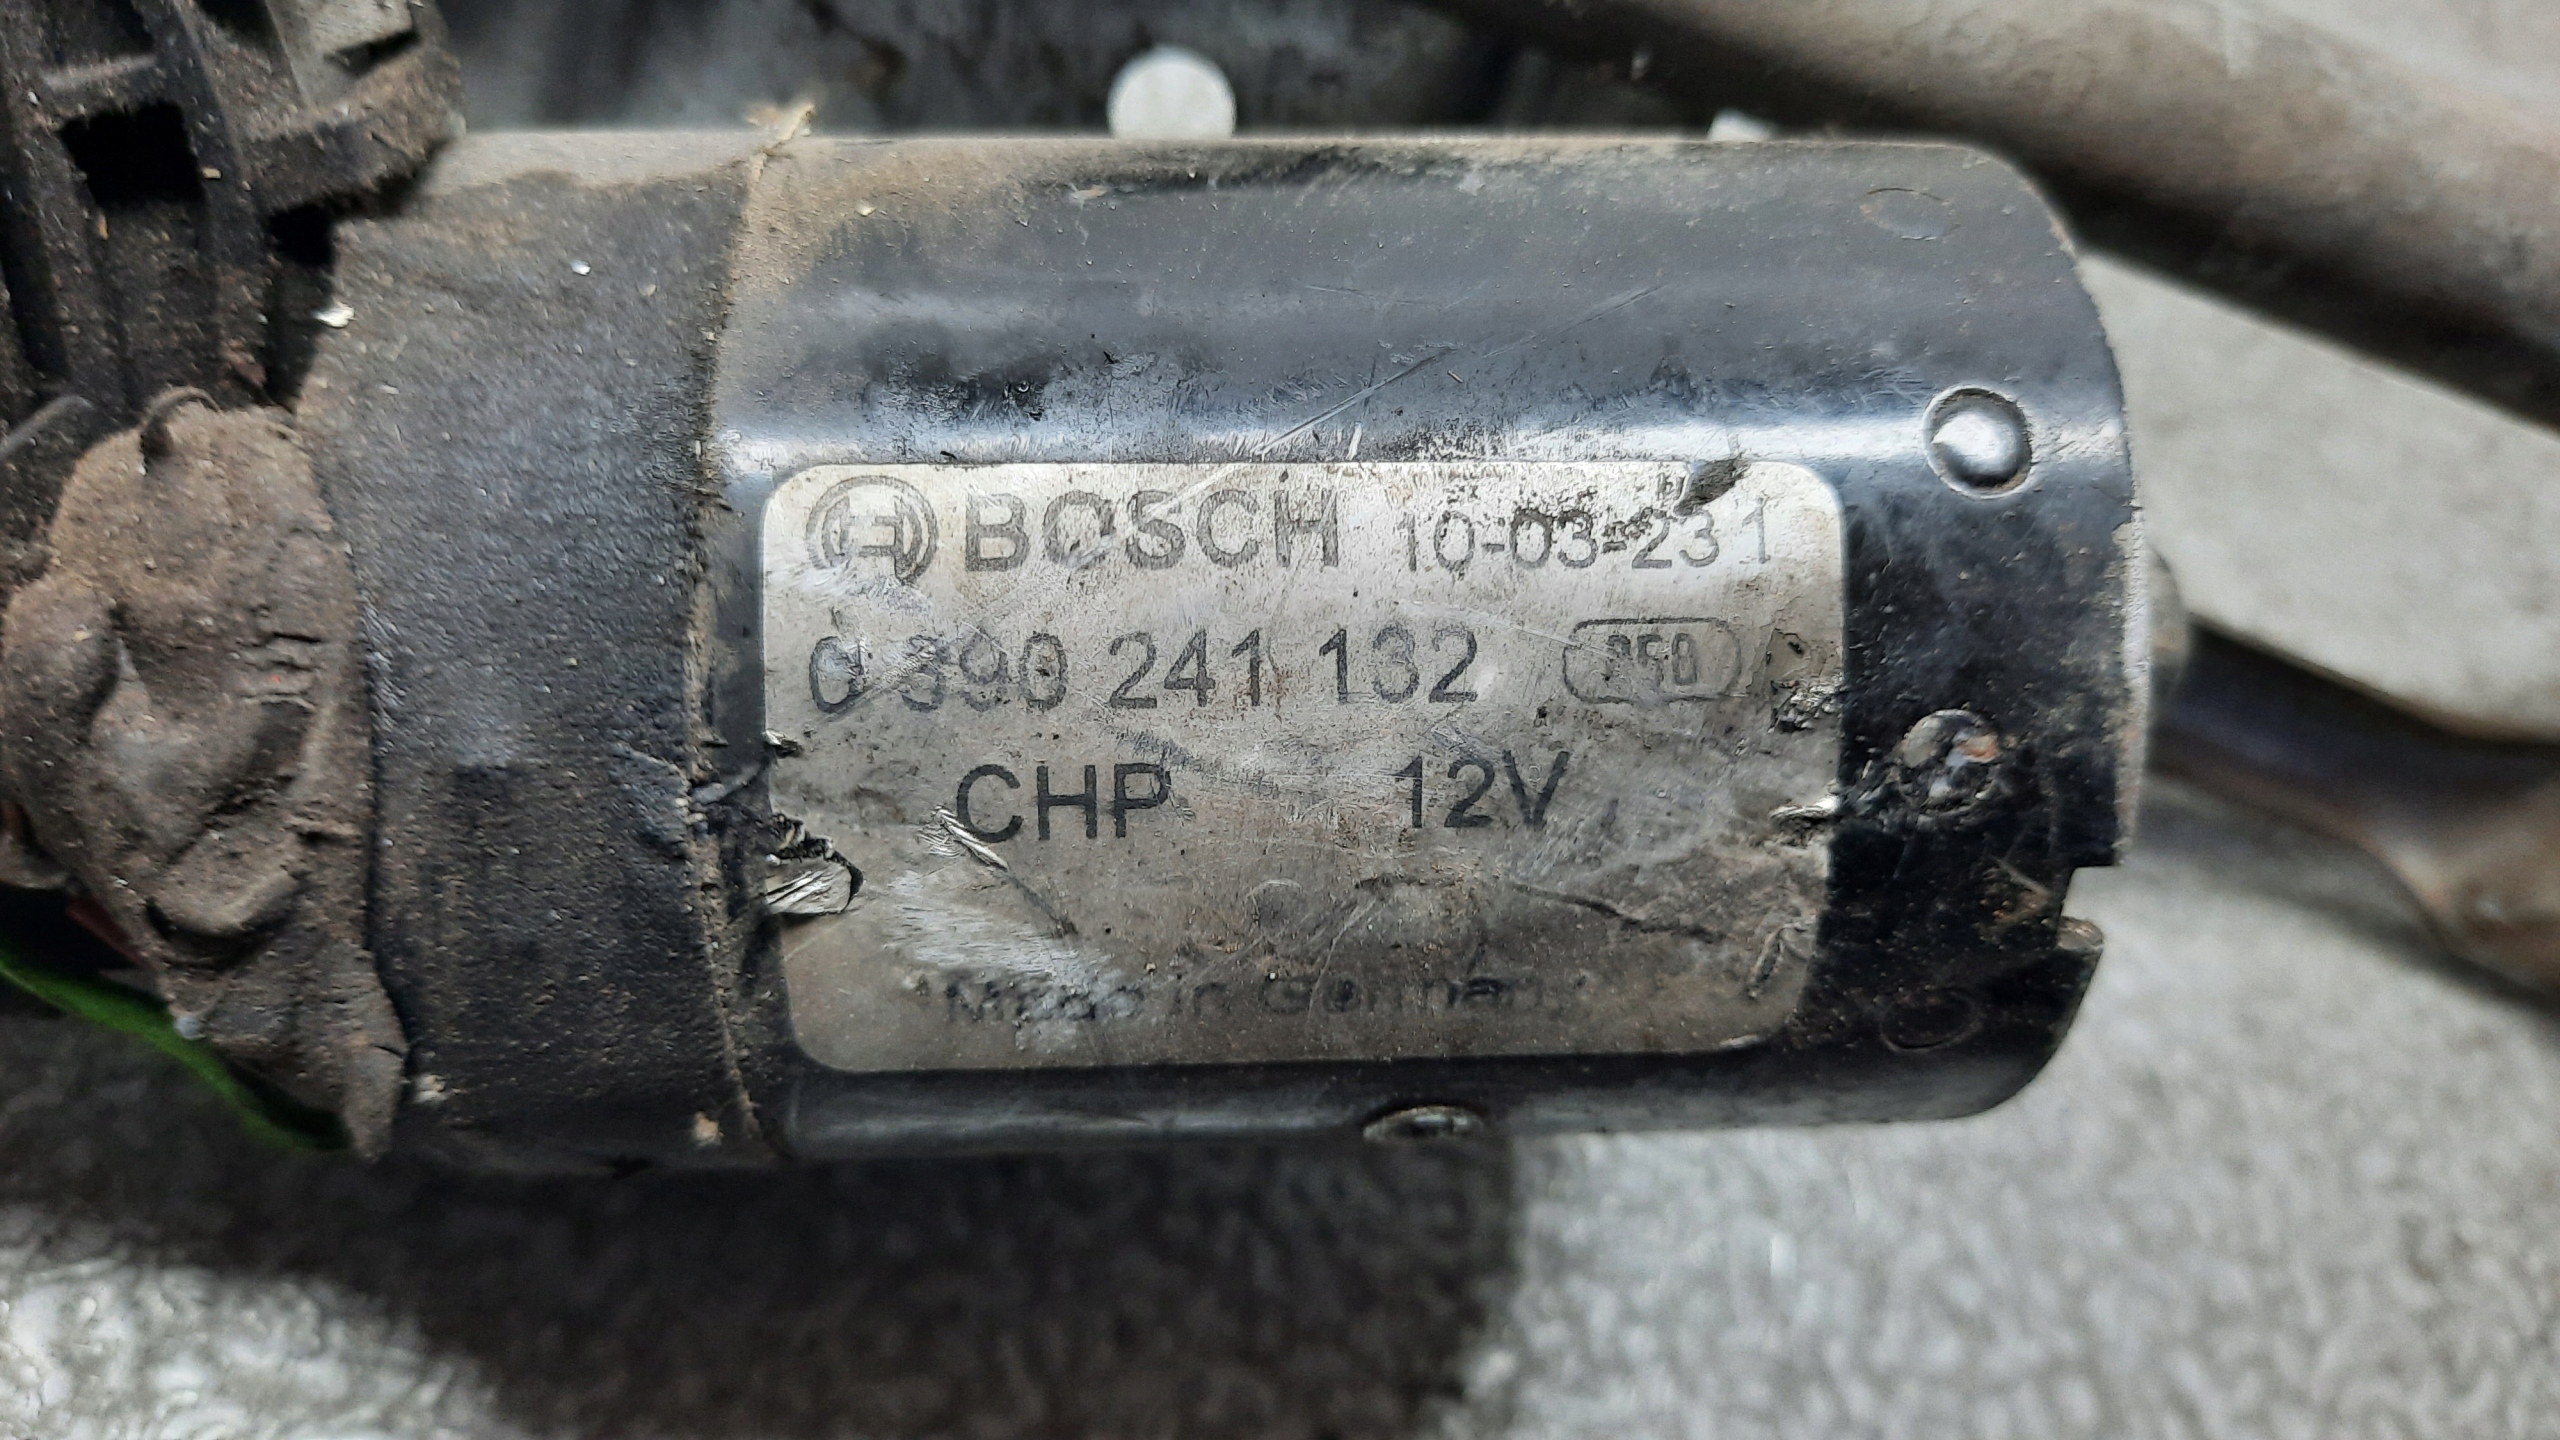 BOSCH 10-03-23 1
0 390 241 132
CHP 12V
Made in Germany